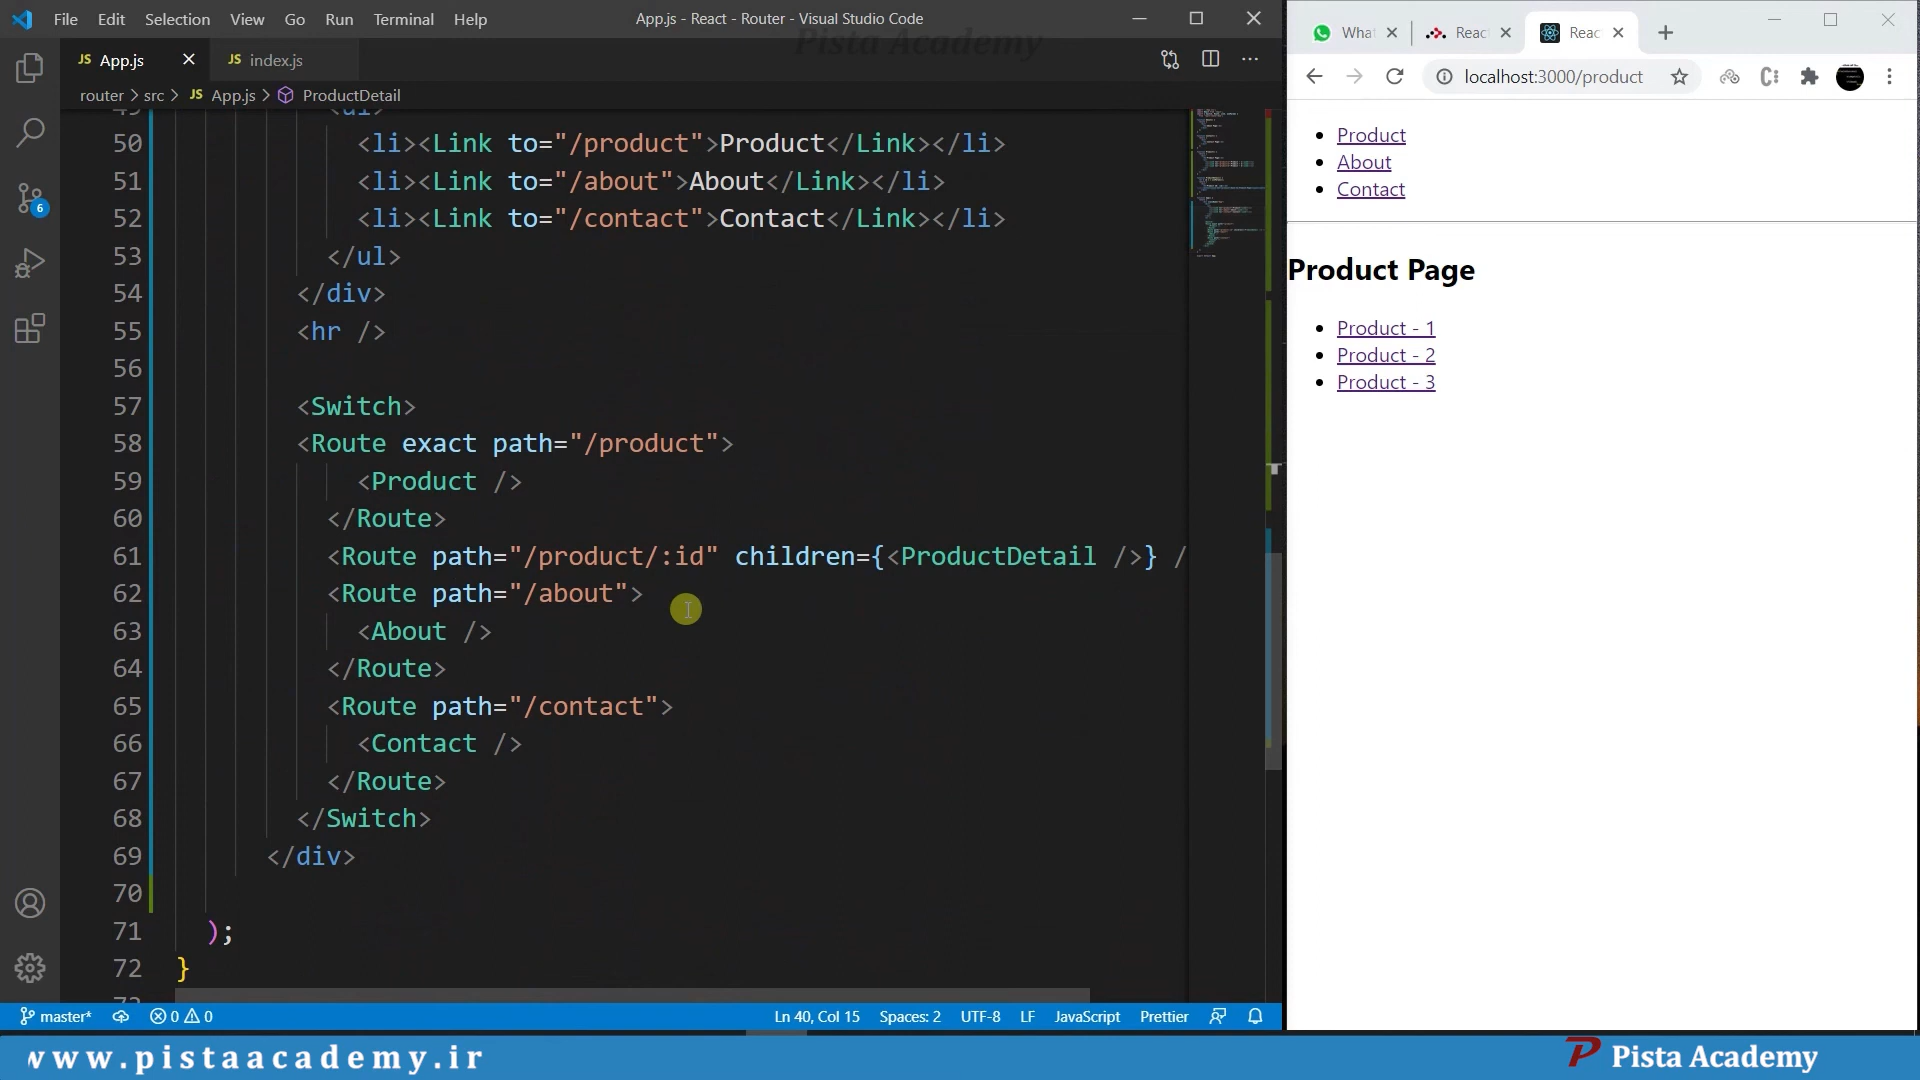 File Edit Selection View Go Run Terminal Help
App.js - React - Router - Visual Studio Code
Pista Academy
JS App.js
JS index.js
router > src > JS App.js > ProductDetail
50 <li><Link to="/product">Product</Link></li>
51 <li><Link to="/about">About</Link></li>
52 <li><Link to="/contact">Contact</Link></li>
53 </ul>
54 </div>
55 <hr />
56
57 <Switch>
58 <Route exact path="/product">
59 <Product />
60 </Route>
61 <Route path="/product/:id" children={<ProductDetail />} /
62 <Route path="/about">
63 <About />
64 </Route>
65 <Route path="/contact">
66 <Contact />
67 </Route>
68 </Switch>
69 </div>
70
71 );
72 }
6
master*
0 0
Ln 40, Col 15
Spaces: 2
UTF-8
LF
JavaScript
Prettier
What
React
Reac
localhost:3000/product
Product
About
Contact
Product Page
Product - 1
Product - 2
Product - 3
www.pistaacademy.ir
Pista Academy